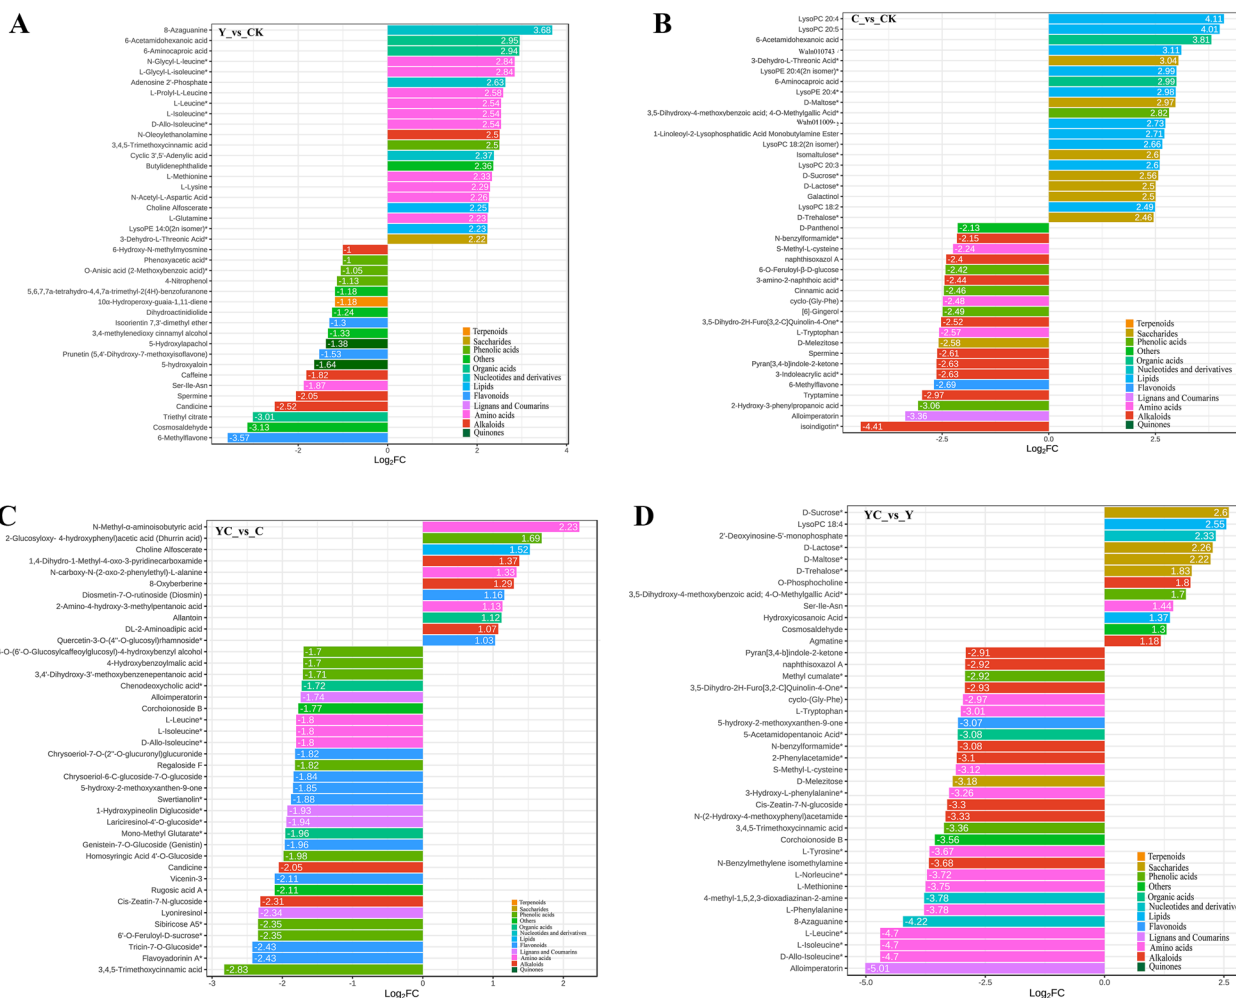 A
Y_vs_CK
8-Azaguanine 3.68
6-Acetamidohexanoic acid 2.95
6-Aminocaproic acid 2.94
N-Glycyl-L-leucine* 2.84
L-Glycyl-L-isoleucine* 2.84
Adenosine 2'-Phosphate 2.63
L-Prolyl-L-Leucine 2.58
L-Leucine* 2.54
L-Isoleucine* 2.54
D-Allo-Isoleucine* 2.54
N-Oleoylethanolamine 2.5
3,4,5-Trimethoxycinnamic acid 2.5
Cyclic 3',5'-Adenylic acid 2.37
Butylidenephthalide 2.36
L-Methionine 2.33
L-Lysine 2.29
N-Acetyl-L-Aspartic Acid 2.26
Choline Alfoscerate 2.25
L-Glutamine 2.23
LysoPE 14:0(2n isomer)* 2.23
3-Dehydro-L-Threonic Acid* 2.22
6-Hydroxy-N-methylmyosmine -1
Phenoxyacetic acid* -1
O-Anisic acid (2-Methoxybenzoic acid)* -1.05
4-Nitrophenol -1.13
5,6,7,7a-tetrahydro-4,4,7a-trimethyl-2(4H)-benzofuranone -1.18
10α-Hydroperoxy-guaia-1,11-diene -1.18
Dihydroactinidiolide -1.24
Isoorientin 7,3'-dimethyl ether -1.3
3,4-methylenedioxy cinnamyl alcohol -1.33
5-Hydroxylapachol -1.38
Prunetin (5,4'-Dihydroxy-7-methoxyisoflavone) -1.53
5-hydroxyaloin -1.64
Caffeine -1.82
Ser-Ile-Asn -1.87
Spermine -2.05
Candicine -2.52
Triethyl citrate -3.01
Cosmosaldehyde -3.13
6-Methylflavone -3.57
-2 0 2 4
Log2FC
Terpenoids
Saccharides
Phenolic acids
Others
Organic acids
Nucleotides and derivatives
Lipids
Flavonoids
Lignans and Coumarins
Amino acids
Alkaloids
Quinones
B
C_vs_CK
LysoPC 20:4 4.11
LysoPC 20:5 4.01
6-Acetamidohexanoic acid 3.81
Waln010743 3.11
3-Dehydro-L-Threonic Acid* 3.04
LysoPE 20:4(2n isomer)* 2.99
6-Aminocaproic acid 2.99
LysoPE 20:4* 2.98
D-Maltose* 2.97
3,5-Dihydroxy-4-methoxybenzoic acid; 4-O-Methylgallic Acid* 2.82
Waln011009 2.73
1-Linoleoyl-2-Lysophosphatidic Acid Monobutylamine Ester 2.71
LysoPC 18:2(2n isomer) 2.66
Isomaltulose* 2.6
LysoPC 20:3 2.6
D-Sucrose* 2.56
D-Lactose* 2.5
Galactinol 2.5
LysoPC 18:2 2.49
D-Trehalose* 2.46
D-Panthenol -2.13
N-benzylformamide* -2.15
S-Methyl-L-cysteine -2.24
naphthisoxazol A -2.4
6-O-Feruloyl-β-D-glucose -2.42
3-amino-2-naphthoic acid* -2.44
Cinnamic acid -2.46
cyclo-(Gly-Phe) -2.48
[6]-Gingerol -2.49
3,5-Dihydro-2H-Furo[3,2-C]Quinolin-4-One* -2.52
L-Tryptophan -2.57
D-Melezitose -2.58
Spermine -2.61
Pyran[3,4-b]indole-2-ketone -2.63
3-Indoleacrylic acid* -2.63
6-Methylflavone -2.69
Tryptamine -2.97
2-Hydroxy-3-phenylpropanoic acid -3.06
Alloimperatorin -3.36
isoindigotin* -4.41
-2.5 0.0 2.5
Log2FC
Terpenoids
Saccharides
Phenolic acids
Others
Organic acids
Nucleotides and derivatives
Lipids
Flavonoids
Lignans and Coumarins
Amino acids
Alkaloids
Quinones
C
YC_vs_C
N-Methyl-α-aminoisobutyric acid 2.23
2-Glucosyloxy- 4-hydroxyphenyl)acetic acid (Dhurrin acid) 1.69
Choline Alfoscerate 1.52
1,4-Dihydro-1-Methyl-4-oxo-3-pyridinecarboxamide 1.37
N-carboxy-N-(2-oxo-2-phenylethyl)-L-alanine 1.33
8-Oxyberberine 1.29
Diosmetin-7-O-rutinoside (Diosmin) 1.16
2-Amino-4-hydroxy-3-methylpentanoic acid 1.13
Allantoin 1.12
DL-2-Aminoadipic acid 1.07
Quercetin-3-O-(4''-O-glucosyl)rhamnoside* 1.03
-O-(6'-O-Glucosylcaffeoylglucosyl)-4-hydroxybenzyl alcohol -1.7
4-Hydroxybenzoylmalic acid -1.7
3,4'-Dihydroxy-3'-methoxybenzenepentanoic acid -1.71
Chenodeoxycholic acid* -1.72
Alloimperatorin -1.74
Corchoionoside B -1.77
L-Leucine* -1.8
L-Isoleucine* -1.8
D-Allo-Isoleucine* -1.8
Chrysoeriol-7-O-(2''-O-glucuronyl)glucuronide -1.82
Regaloside F -1.82
Chrysoeriol-6-C-glucoside-7-O-glucoside -1.84
5-hydroxy-2-methoxyxanthen-9-one -1.85
Swertianolin* -1.88
1-Hydroxypineolin Diglucoside* -1.93
Lariciresinol-4'-O-glucoside* -1.94
Mono-Methyl Glutarate* -1.96
Genistein-7-O-Glucoside (Genistin) -1.96
Homosyringic Acid 4'-O-Glucoside -1.98
Candicine -2.05
Vicenin-3 -2.11
Rugosic acid A -2.11
Cis-Zeatin-7-N-glucoside -2.31
Lyoniresinol -2.34
Sibiricose A5* -2.35
6'-O-Feruloyl-D-sucrose* -2.35
Tricin-7-O-Glucoside* -2.43
Flavoyadorinin A* -2.43
3,4,5-Trimethoxycinnamic acid -2.83
-3 -2 -1 0 1 2
Log2FC
Terpenoids
Saccharides
Phenolic acids
Others
Organic acids
Nucleotides and derivatives
Lipids
Flavonoids
Lignans and Coumarins
Amino acids
Alkaloids
Quinones
D
YC_vs_Y
D-Sucrose* 2.6
LysoPC 18:4 2.55
2'-Deoxyinosine-5'-monophosphate 2.33
D-Lactose* 2.26
D-Maltose* 2.22
D-Trehalose* 1.83
O-Phosphocholine 1.8
3,5-Dihydroxy-4-methoxybenzoic acid; 4-O-Methylgallic Acid* 1.7
Ser-Ile-Asn 1.44
Hydroxyicosanoic Acid 1.37
Cosmosaldehyde 1.3
Agmatine 1.18
Pyran[3,4-b]indole-2-ketone -2.91
naphthisoxazol A -2.92
Methyl cumalate* -2.92
3,5-Dihydro-2H-Furo[3,2-C]Quinolin-4-One* -2.93
cyclo-(Gly-Phe) -2.97
L-Tryptophan -3.01
5-hydroxy-2-methoxyxanthen-9-one -3.07
5-Acetamidopentanoic Acid* -3.08
N-benzylformamide* -3.08
2-Phenylacetamide* -3.1
S-Methyl-L-cysteine -3.12
D-Melezitose -3.18
3-Hydroxy-L-phenylalanine* -3.26
Cis-Zeatin-7-N-glucoside -3.3
N-(2-Hydroxy-4-methoxyphenyl)acetamide -3.33
3,4,5-Trimethoxycinnamic acid -3.36
Corchoionoside B -3.56
L-Tyrosine* -3.67
N-Benzylmethylene isomethylamine -3.68
L-Norleucine* -3.72
L-Methionine -3.75
4-methyl-1,5,2,3-dioxadiazinan-2-amine -3.78
L-Phenylalanine -3.78
8-Azaguanine -4.22
L-Leucine* -4.7
L-Isoleucine* -4.7
D-Allo-Isoleucine* -4.7
Alloimperatorin -5.01
-5.0 -2.5 0.0 2.5
Log2FC
Terpenoids
Saccharides
Phenolic acids
Others
Organic acids
Nucleotides and derivatives
Lipids
Flavonoids
Lignans and Coumarins
Amino acids
Alkaloids
Quinones